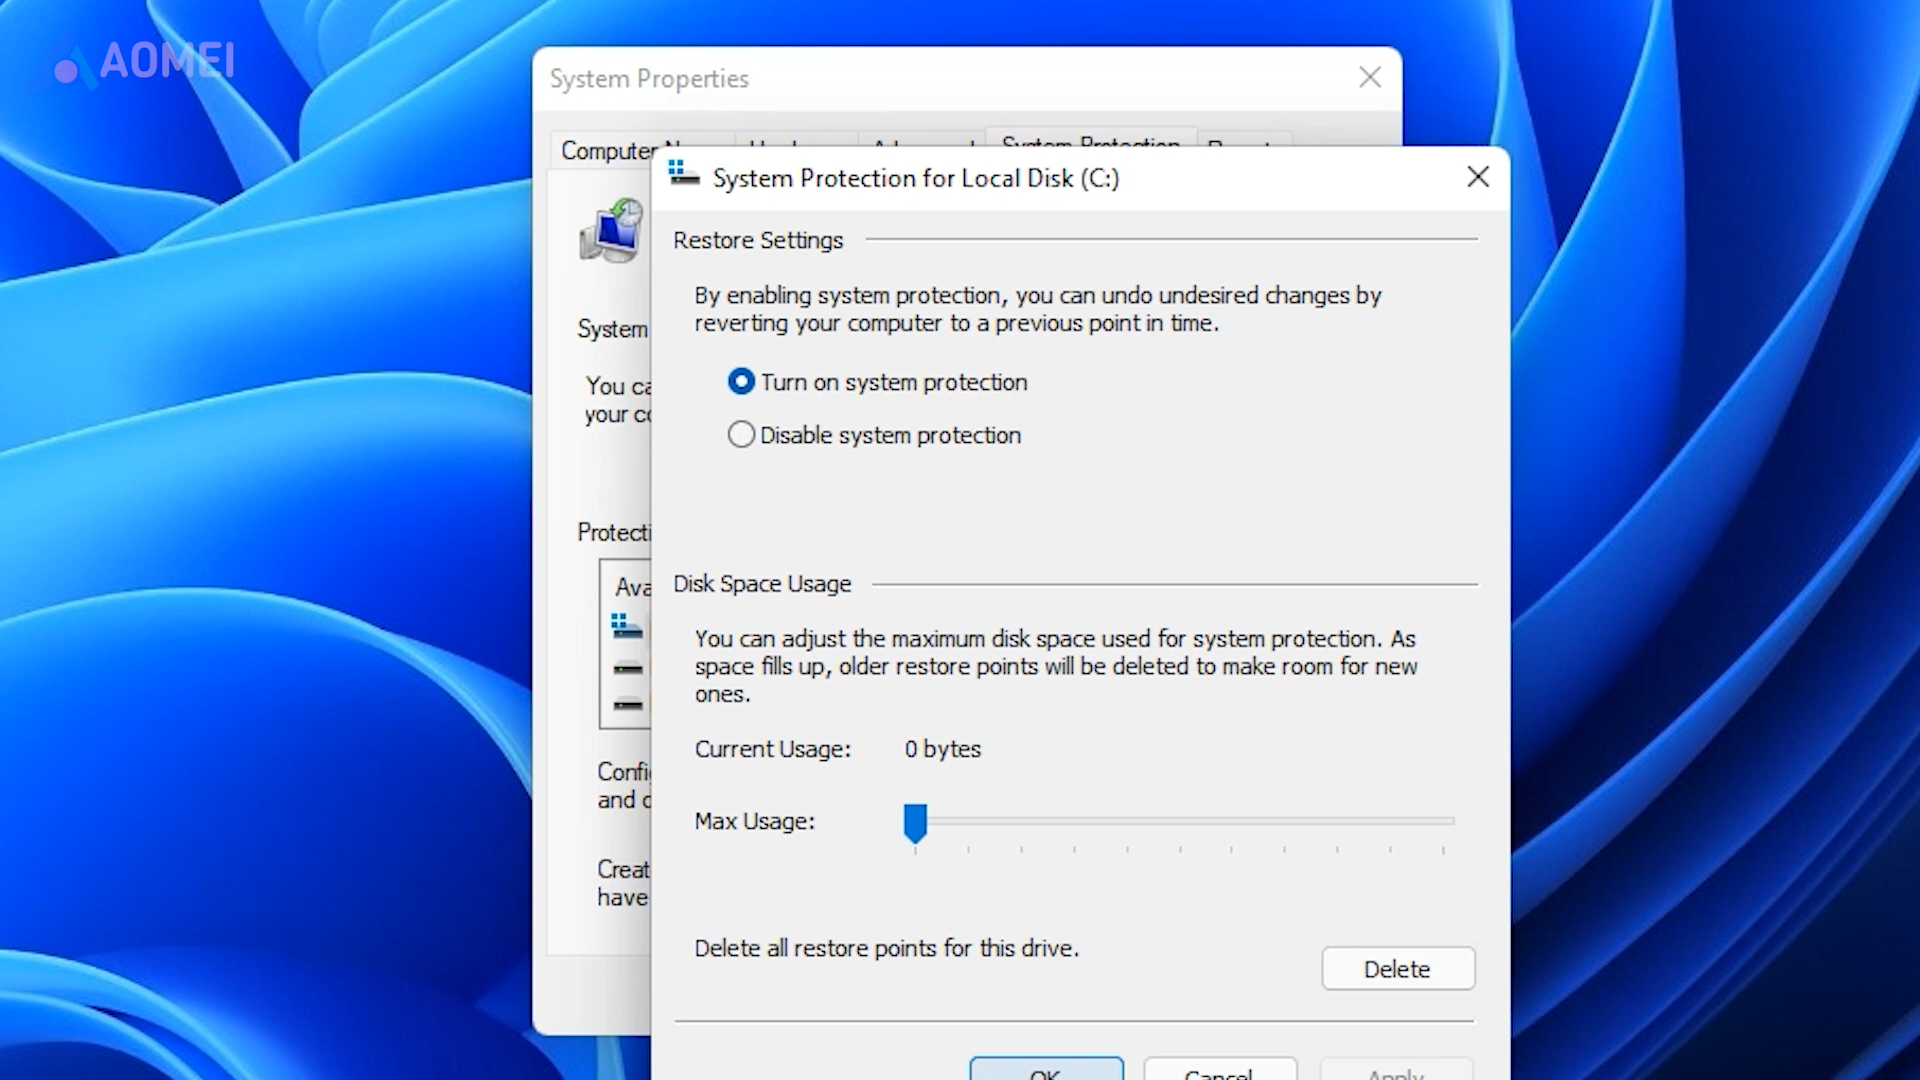 AOMEI
System Properties
Computer
System Protection
System Protection for Local Disk (C:)
Restore Settings
By enabling system protection, you can undo undesired changes by
reverting your computer to a previous point in time.
System
Turn on system protection
You ca
your co
Disable system protection
Protecti
Disk Space Usage
Ava
You can adjust the maximum disk space used for system protection. As
space fills up, older restore points will be deleted to make room for new
ones.
Current Usage: 0 bytes
Confi
and d
Max Usage:
Creat
have
Delete all restore points for this drive.
Delete
OK Cancel Apply